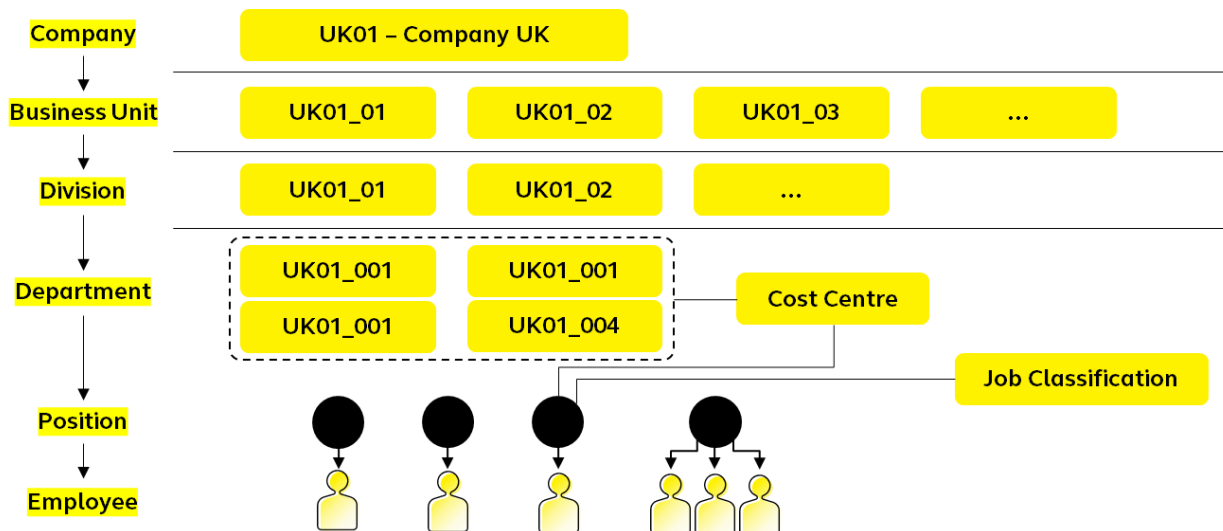 Company
UK01 – Company UK
Business Unit
UK01_01
UK01_02
UK01_03
...
Division
UK01_01
UK01_02
...
Department
UK01_001
UK01_001
UK01_001
UK01_004
Cost Centre
Job Classification
Position
Employee